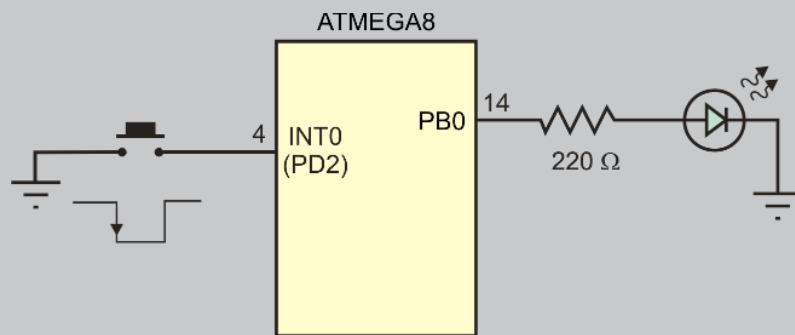 ATMEGA8
4
INT0
(PD2)
PB0
14
220 Ω